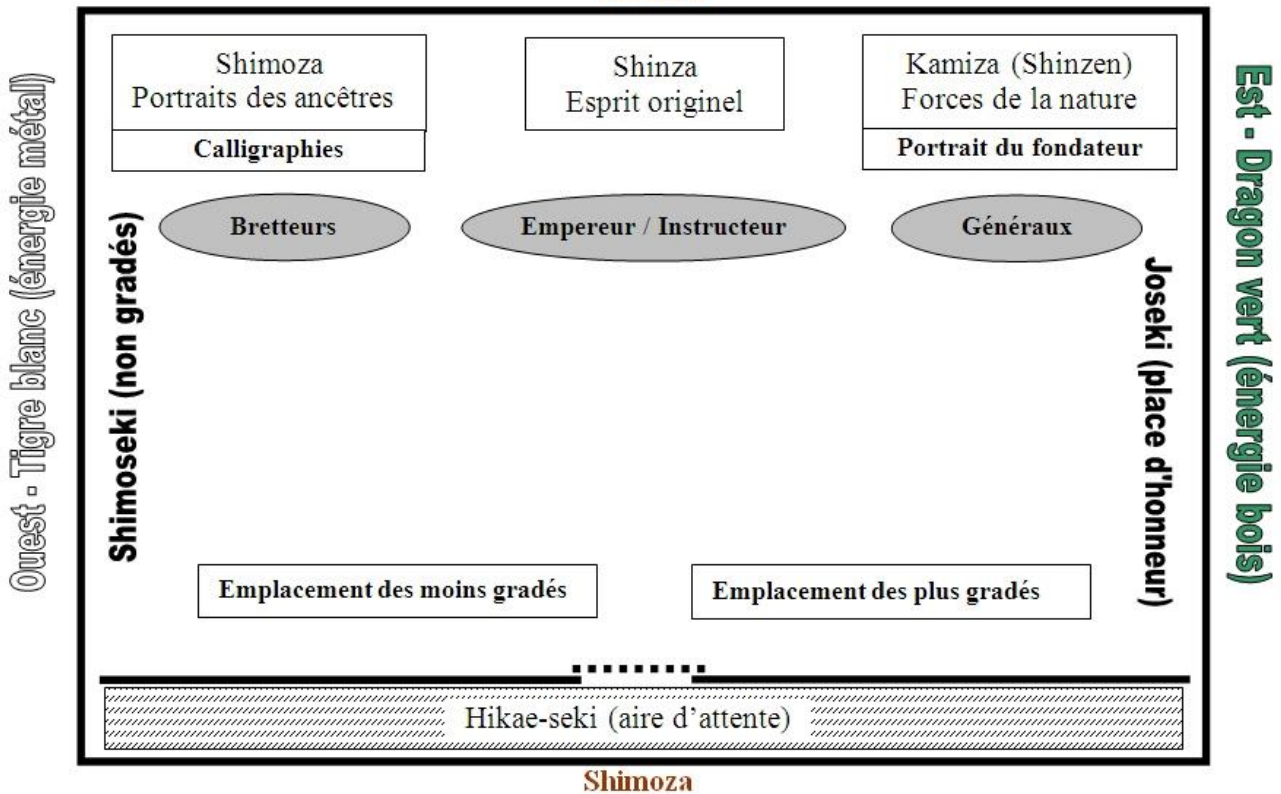 Shimoza
Portraits des ancêtres
Calligraphies
Shinza
Esprit originel
Kamiza (Shinzen)
Forces de la nature
Portrait du fondateur
Bretteurs
Empereur / Instructeur
Généraux
Ouest - Tigre blanc (énergie métal)
Shimoseki (non gradés)
Joseki (place d'honneur)
Est - Dragon vert (énergie bois)
Emplacement des moins gradés
Emplacement des plus gradés
Hikae-seki (aire d'attente)
Shimoza